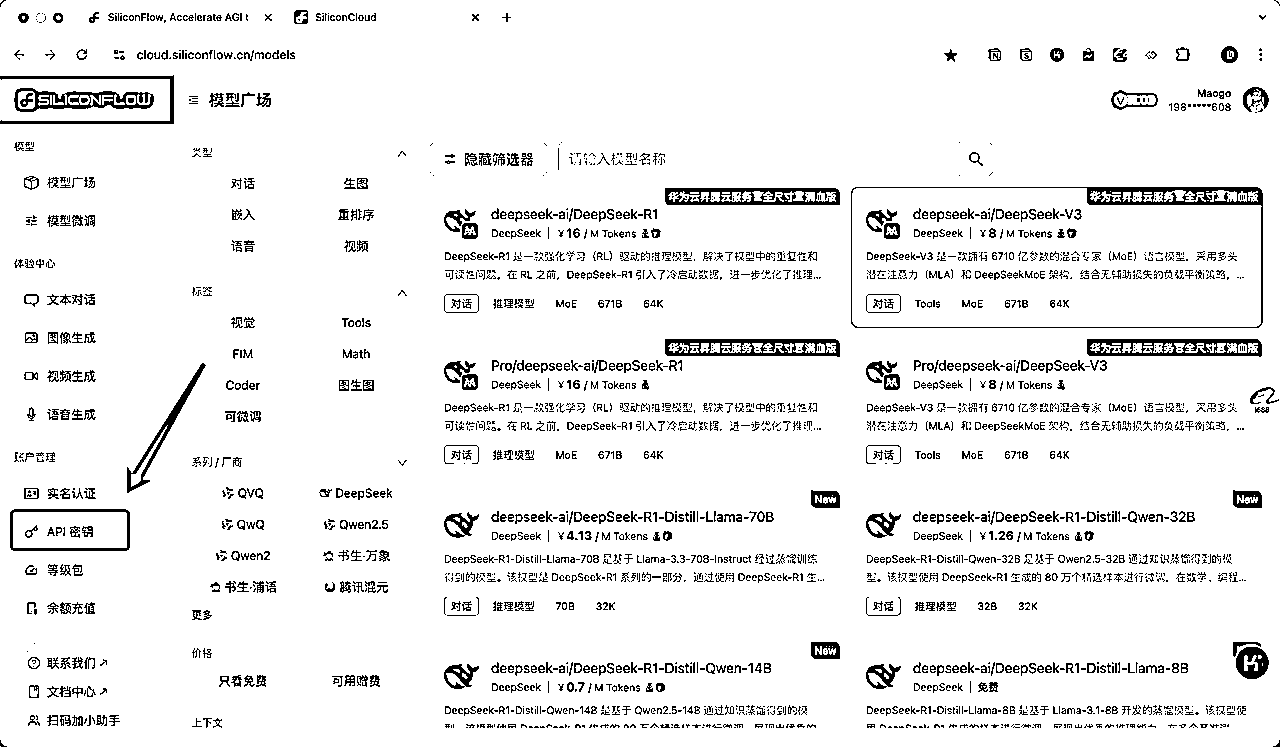 SiliconFlow, Accelerate AGI t
SiliconCloud
cloud.siliconflow.cn/models
SILICONFLOW
模型广场
Maogo
198*****608
模型
模型广场
模型微调
体验中心
文本对话
图像生成
视频生成
语音生成
账户管理
实名认证
API 密钥
等级包
余额充值
联系我们
文档中心
扫码加小助手
类型
对话
生图
嵌入
重排序
语音
视频
标签
视觉
Tools
FIM
Math
Coder
图生图
可微调
系列 / 厂商
QVQ
DeepSeek
QwQ
Qwen2.5
Qwen2
书生·万象
书生·浦语
腾讯混元
更多
价格
只看免费
可用赠费
上下文
隐藏筛选器
请输入模型名称
华为云昇腾云服务
deepseek-ai/DeepSeek-R1
DeepSeek | ¥16 / M Tokens
DeepSeek-R1 是一款强化学习（RL）驱动的推理模型，解决了模型中的重复性和
可读性问题。在 RL 之前，DeepSeek-R1 引入了冷启动数据，进一步优化了推理...
对话 推理模型 MoE 671B 64K
华为云昇腾云服务
deepseek-ai/DeepSeek-V3
DeepSeek | ¥8 / M Tokens
DeepSeek-V3 是一款拥有 6710 亿参数的混合专家（MoE）语言模型，采用多头
潜在注意力（MLA）和 DeepSeekMoE 架构，结合无辅助损失的负载平衡策略，...
对话 Tools MoE 671B 64K
华为云昇腾云服务
Pro/deepseek-ai/DeepSeek-R1
DeepSeek | ¥16 / M Tokens
DeepSeek-R1 是一款强化学习（RL）驱动的推理模型，解决了模型中的重复性和
可读性问题。在 RL 之前，DeepSeek-R1 引入了冷启动数据，进一步优化了推理...
对话 推理模型 MoE 671B 64K
华为云昇腾云服务
Pro/deepseek-ai/DeepSeek-V3
DeepSeek | ¥8 / M Tokens
DeepSeek-V3 是一款拥有 6710 亿参数的混合专家（MoE）语言模型，采用多头
潜在注意力（MLA）和 DeepSeekMoE 架构，结合无辅助损失的负载平衡策略，...
对话 Tools MoE 671B 64K
New
deepseek-ai/DeepSeek-R1-Distill-Llama-70B
DeepSeek | ¥4.13 / M Tokens
DeepSeek-R1-Distill-Llama-70B 是基于 Llama-3.3-70B-Instruct 经过蒸馏训练
得到的模型。该模型是 DeepSeek-R1 系列的一部分，通过使用 DeepSeek-R1 生...
对话 推理模型 70B 32K
New
deepseek-ai/DeepSeek-R1-Distill-Qwen-32B
DeepSeek | ¥1.26 / M Tokens
DeepSeek-R1-Distill-Qwen-32B 是基于 Qwen2.5-32B 通过知识蒸馏得到的模
型。该模型使用 DeepSeek-R1 生成的 80 万个精选样本进行微调，在数学、编程...
对话 推理模型 32B 32K
New
deepseek-ai/DeepSeek-R1-Distill-Qwen-14B
DeepSeek | ¥0.7 / M Tokens
DeepSeek-R1-Distill-Qwen-14B 是基于 Qwen2.5-14B 通过知识蒸馏得到的模
deepseek-ai/DeepSeek-R1-Distill-Llama-8B
DeepSeek | 免费
DeepSeek-R1-Distill-Llama-8B 是基于 Llama-3.1-8B 开发的蒸馏模型。该模型使